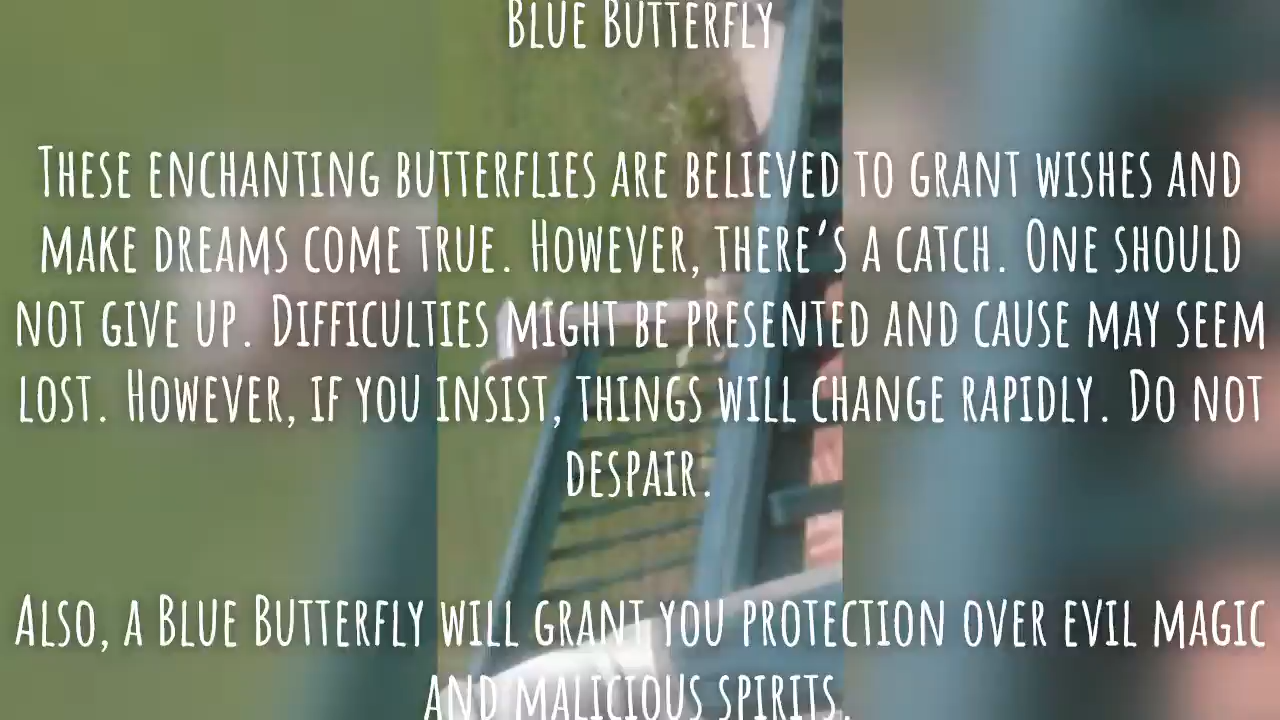 Blue Butterfly
These enchanting butterflies are believed to grant wishes and
make dreams come true. However, there's a catch. One should
not give up. Difficulties might be presented and cause may seem
lost. However, if you insist, things will change rapidly. Do not
despair.
Also, a Blue Butterfly will grant you protection over evil magic
and malicious spirits.